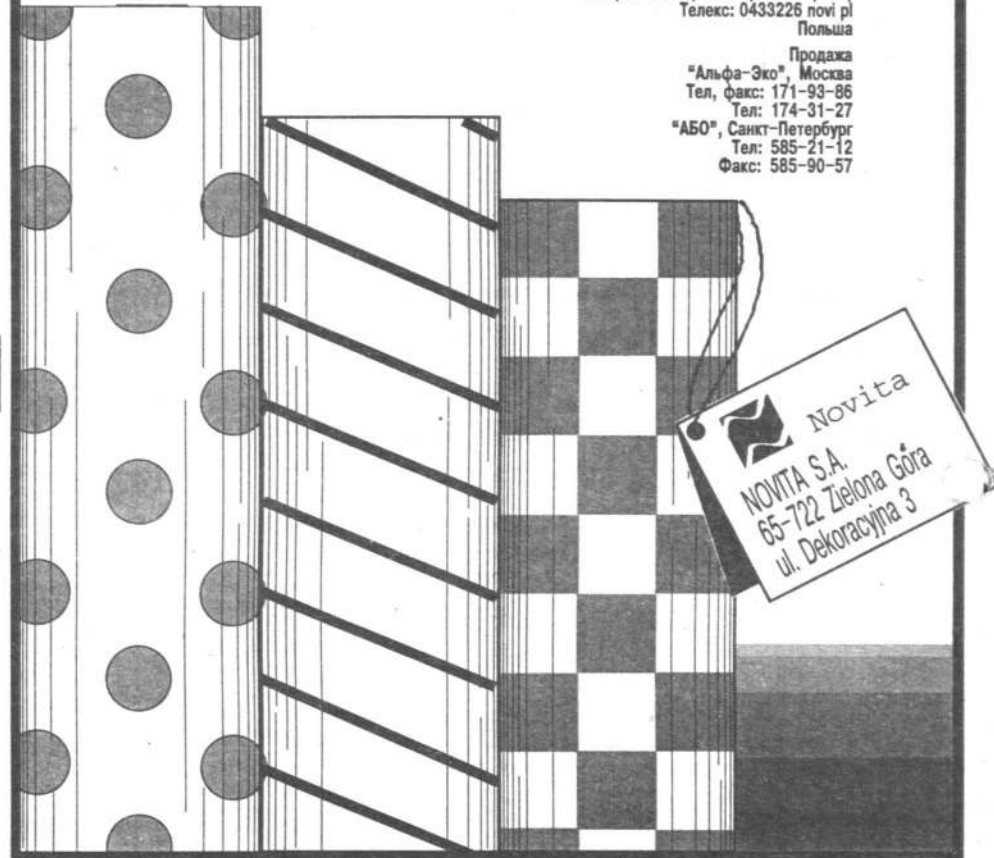 Телекс: 0433226 novi pl
Польша
Продажа
"Альфа-Эко", Москва
Тел, факс: 171-93-86
Тел: 174-31-27
"АБО", Санкт-Петербург
Тел: 585-21-12
Факс: 585-90-57
Novita
NOVITA S.A.
65-722 Zielona Góra
ul. Dekoracyjna 3